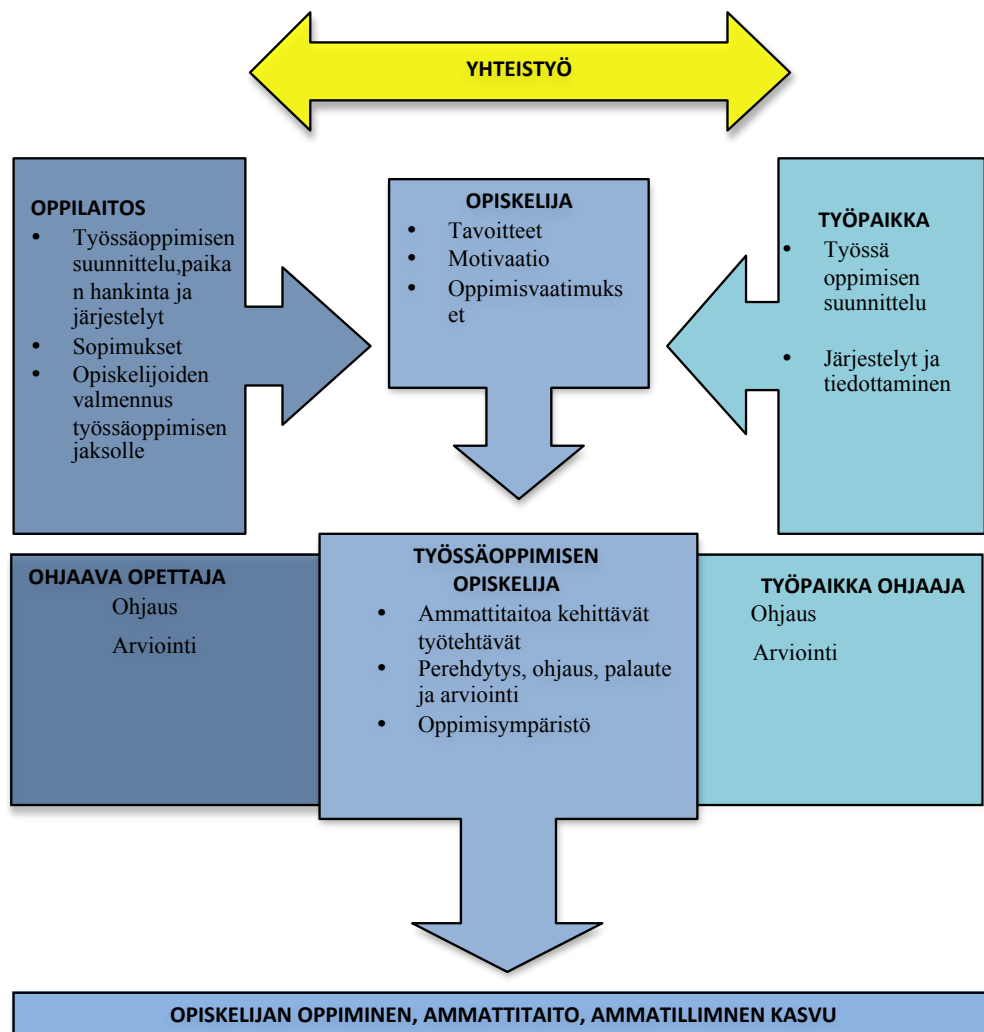 YHTEISTYÖ
OPPILAITOS
• Työssäoppimisen
suunnittelu,paika
n hankinta ja
järjestelyt
• Sopimukset
• Opiskelijoiden
valmennus
työssäoppimisen
jaksolle
OPISKELIJA
• Tavoitteet
• Motivaatio
• Oppimisvaatimuks
et
TYÖPAIKKA
• Työssä
oppimisen
suunnittelu
• Järjestelyt ja
tiedottaminen
OHJAAVA OPETTAJA
Ohjaus
Arviointi
TYÖSSÄOPPIMISEN
OPISKELIJA
• Ammattitaitoa kehittävät
työtehtävät
• Perehdytys, ohjaus, palaute
ja arviointi
• Oppimisympäristö
TYÖPAIKKA OHJAAJA
Ohjaus
Arviointi
OPISKELIJAN OPPIMINEN, AMMATTITAITO, AMMATILLIMNEN KASVU